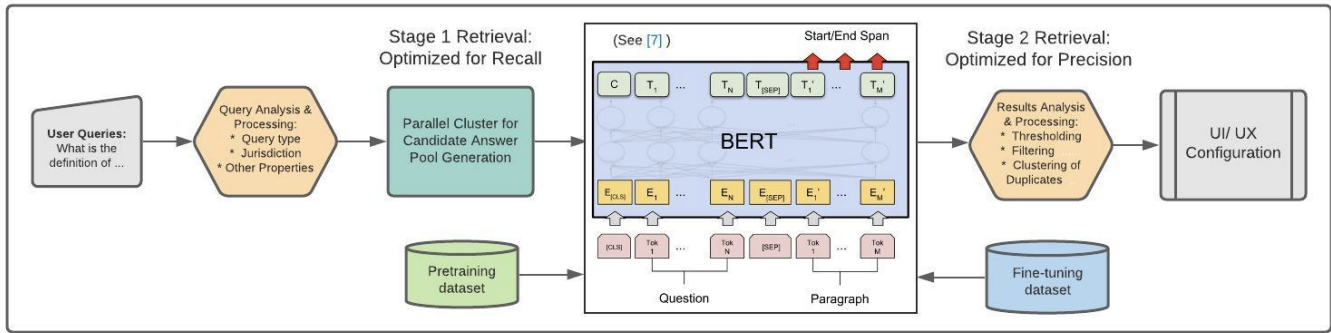 User Queries:
What is the
definition of ...
Query Analysis &
Processing:
* Query type
* Jurisdiction
* Other Properties
Stage 1 Retrieval:
Optimized for Recall
Parallel Cluster for
Candidate Answer
Pool Generation
Pretraining
dataset
(See [7] )
Start/End Span
C T1 ... TN T[SEP] T1' ... TM'
BERT
E[CLS] E1 ... EN E[SEP] E1' ... EM'
[CLS] Tok 1 ... Tok N [SEP] Tok 1 ... Tok M
Question
Paragraph
Stage 2 Retrieval:
Optimized for Precision
Results Analysis
& Processing:
* Thresholding
* Filtering
* Clustering of
Duplicates
Fine-tuning
dataset
UI/ UX
Configuration